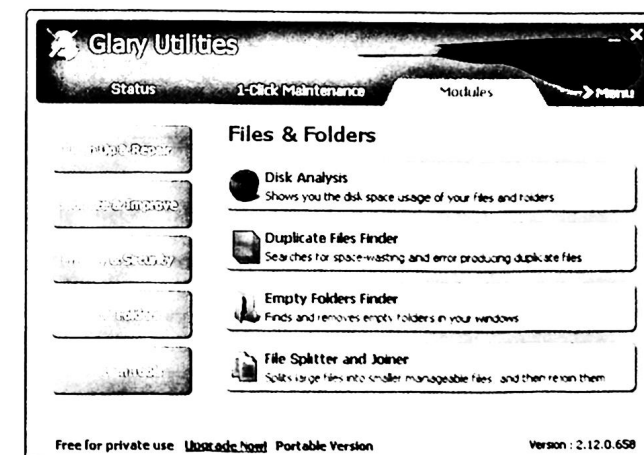 Glary Utilities
Status 1-Click Maintenance Modules Menu
Files & Folders
Disk Analysis
Shows you the disk space usage of your files and folders
Duplicate Files Finder
Searches for space-wasting and error producing duplicate files
Empty Folders Finder
Finds and removes empty folders in your windows
File Splitter and Joiner
Splits large files into smaller manageable files, and then rejoin them
Repair
Improve
Security
Free for private use Upgrade Now! Portable Version Version : 2.12.0.658